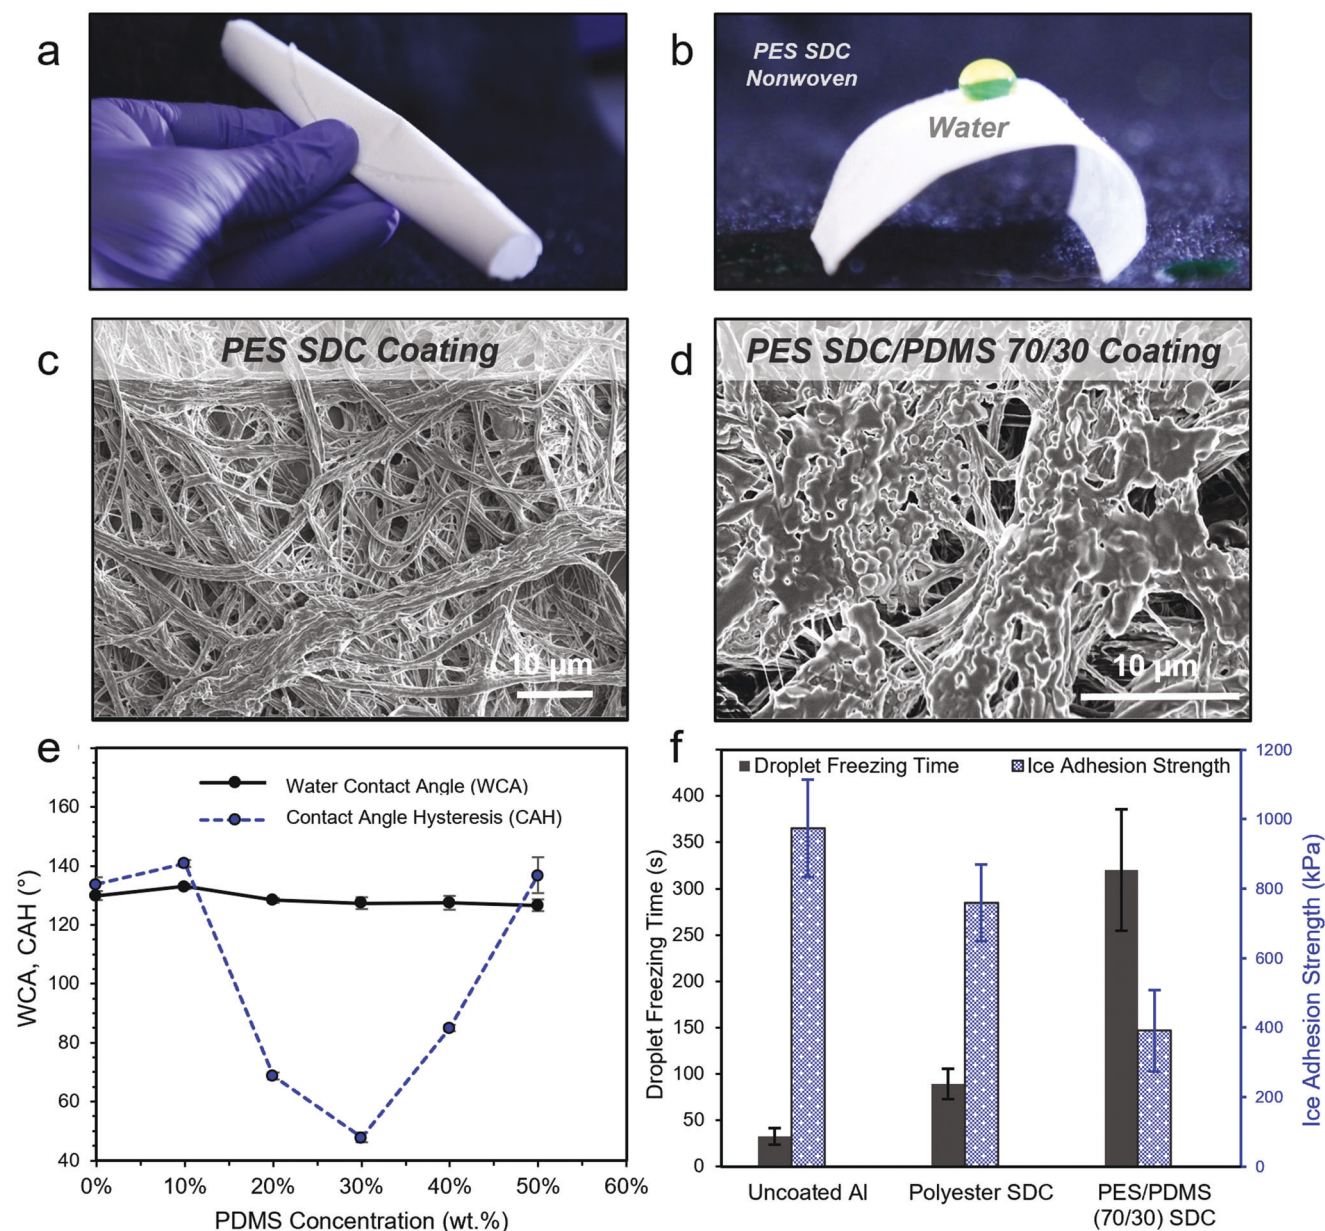 a
b
PES SDC
Nonwoven
Water
c
PES SDC Coating
10 µm
d
PES SDC/PDMS 70/30 Coating
10 µm
e
Water Contact Angle (WCA)
Contact Angle Hysteresis (CAH)
WCA, CAH (°)
160
140
120
100
80
60
40
0%
10%
20%
30%
40%
50%
60%
PDMS Concentration (wt.%)
f
Droplet Freezing Time
Ice Adhesion Strength
Droplet Freezing Time (s)
400
350
300
250
200
150
100
50
0
Ice Adhesion Strength (kPa)
1200
1000
800
600
400
200
0
Uncoated Al
Polyester SDC
PES/PDMS
(70/30) SDC